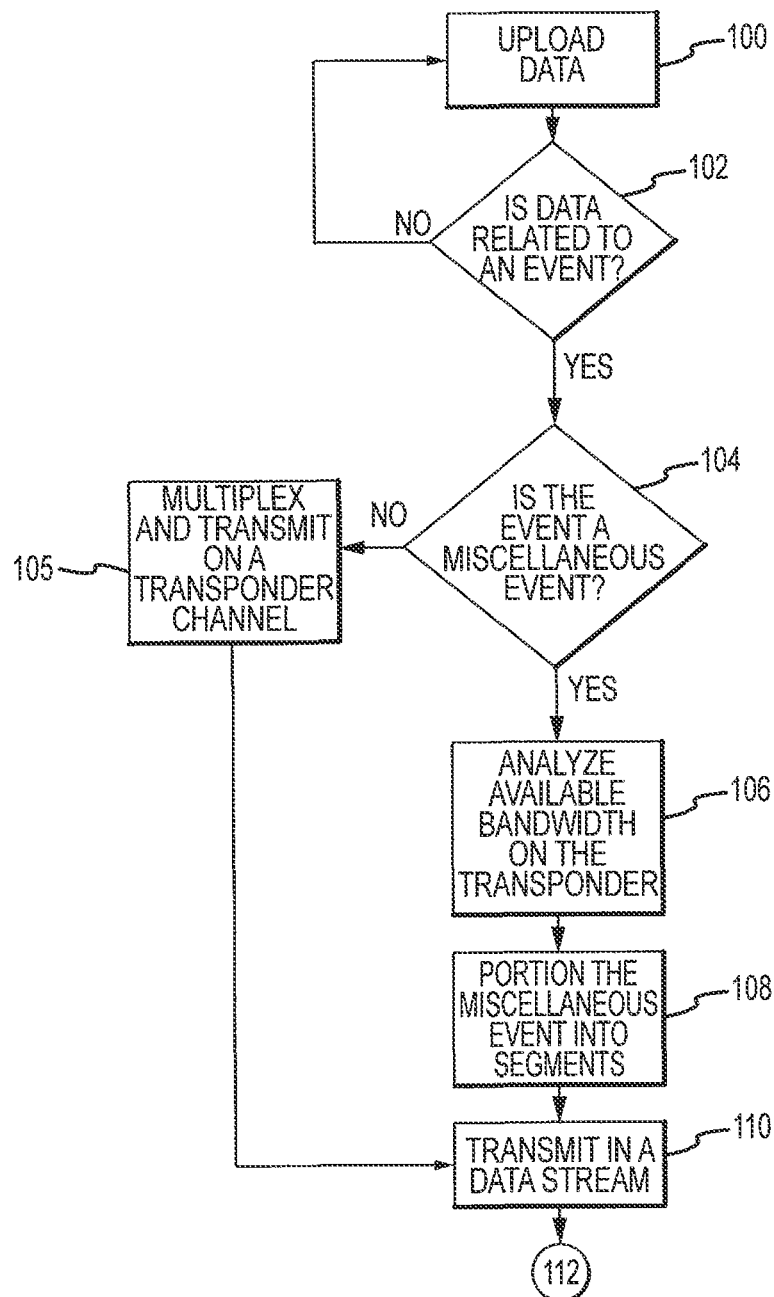 UPLOAD
DATA
100
102
IS DATA
RELATED TO
AN EVENT?
NO
YES
104
IS THE
EVENT A
MISCELLANEOUS
EVENT?
NO
MULTIPLEX
AND TRANSMIT
ON A
TRANSPONDER
CHANNEL
105
YES
ANALYZE
AVAILABLE
BANDWIDTH
ON THE
TRANSPONDER
106
PORTION THE
MISCELLANEOUS
EVENT INTO
SEGMENTS
108
TRANSMIT IN A
DATA STREAM
110
112